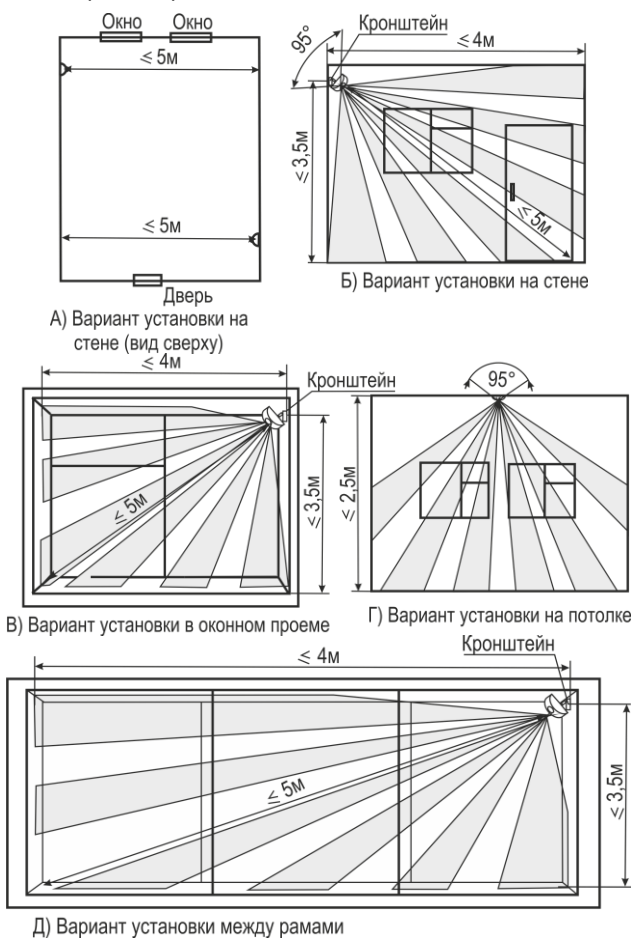 Окно Окно
≤ 5м
≤ 5м
Дверь
А) Вариант установки на
стене (вид сверху)
95°
Кронштейн
≤ 4м
≤ 3,5м
≤ 5м
Б) Вариант установки на стене
≤ 4м
Кронштейн
≤ 5м
≤ 3,5м
В) Вариант установки в оконном проеме
95°
≤ 2,5м
Г) Вариант установки на потолке
Кронштейн
≤ 4м
≤ 5м
≤ 3,5м
Д) Вариант установки между рамами